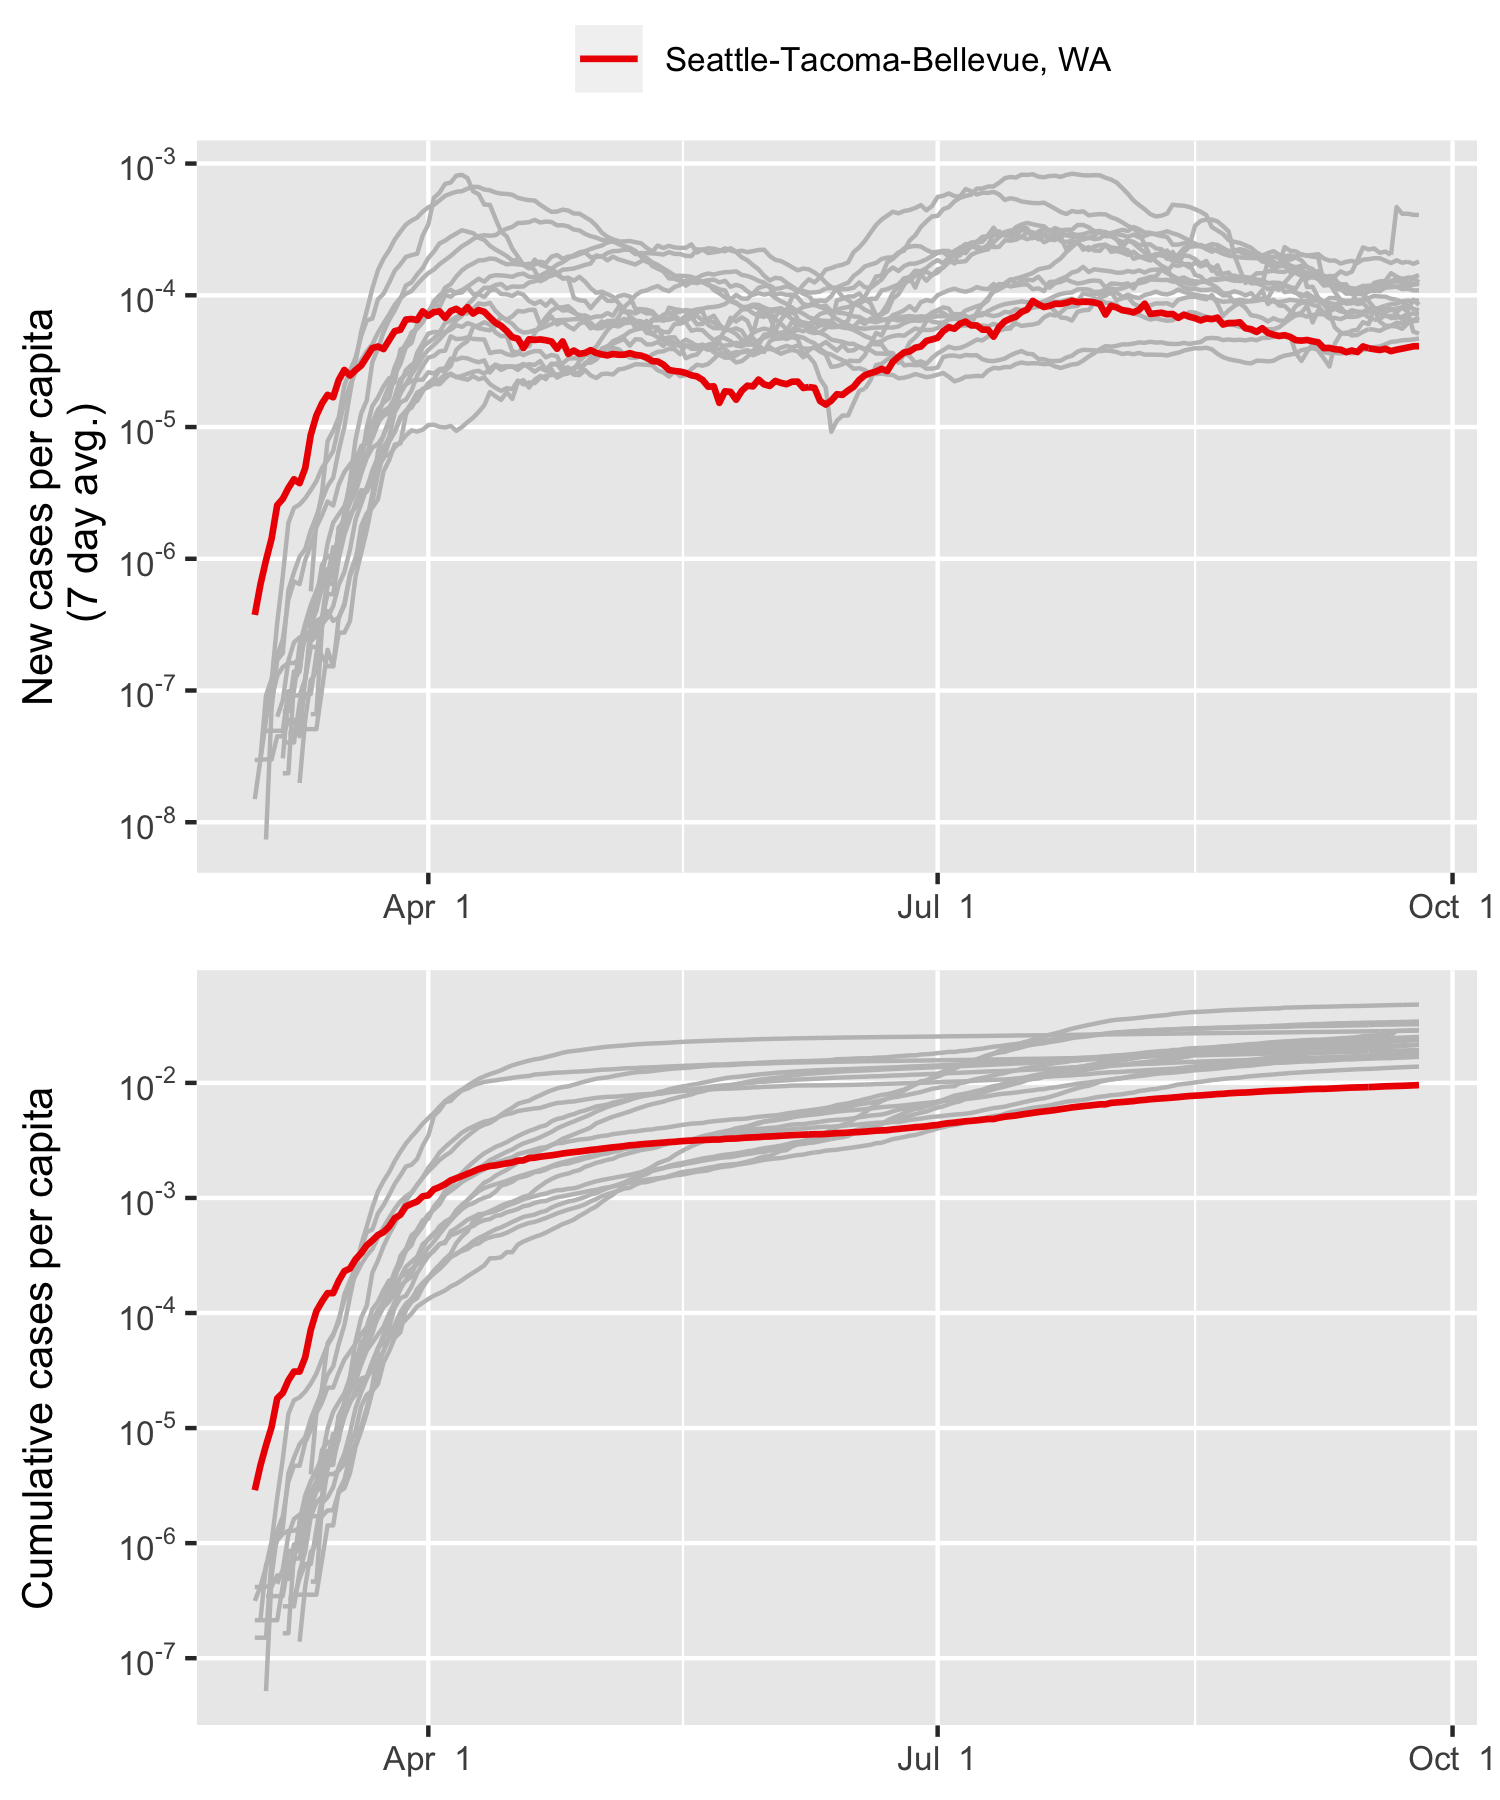 Seattle-Tacoma-Bellevue, WA
New cases per capita
(7 day avg.)
10⁻³
10⁻⁴
10⁻⁵
10⁻⁶
10⁻⁷
10⁻⁸
Apr 1
Jul 1
Oct 1
Cumulative cases per capita
10⁻²
10⁻³
10⁻⁴
10⁻⁵
10⁻⁶
10⁻⁷
Apr 1
Jul 1
Oct 1